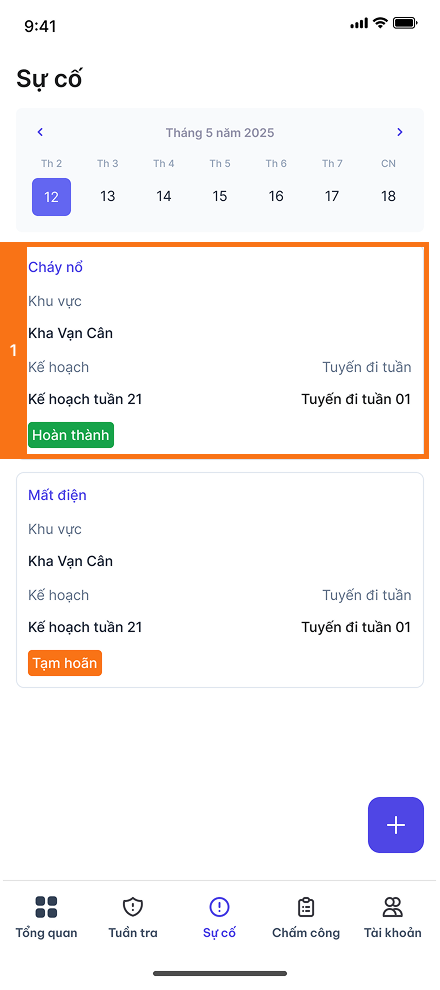 9:41
Sự cố
Tháng 5 năm 2025
Th 2 Th 3 Th 4 Th 5 Th 6 Th 7 CN
12 13 14 15 16 17 18
1
Cháy nổ
Khu vực
Kha Vạn Cân
Kế hoạch Tuyến đi tuần
Kế hoạch tuần 21 Tuyến đi tuần 01
Hoàn thành
Mất điện
Khu vực
Kha Vạn Cân
Kế hoạch Tuyến đi tuần
Kế hoạch tuần 21 Tuyến đi tuần 01
Tạm hoãn
Tổng quan Tuần tra Sự cố Chấm công Tài khoản